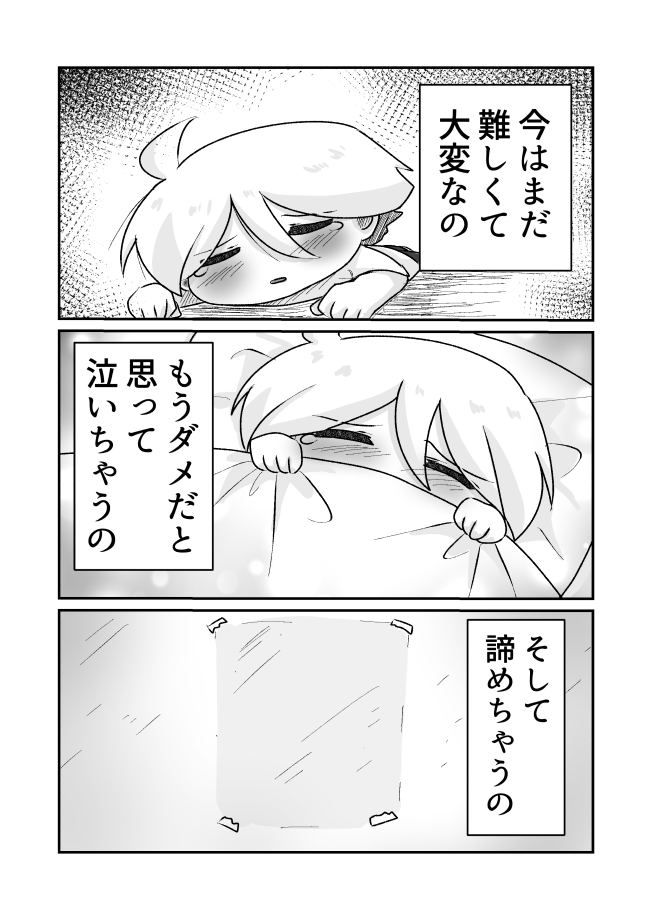 今はまだ
難しくて
大変なの
もうダメだと
思って
泣いちゃうの
そして
諦めちゃうの